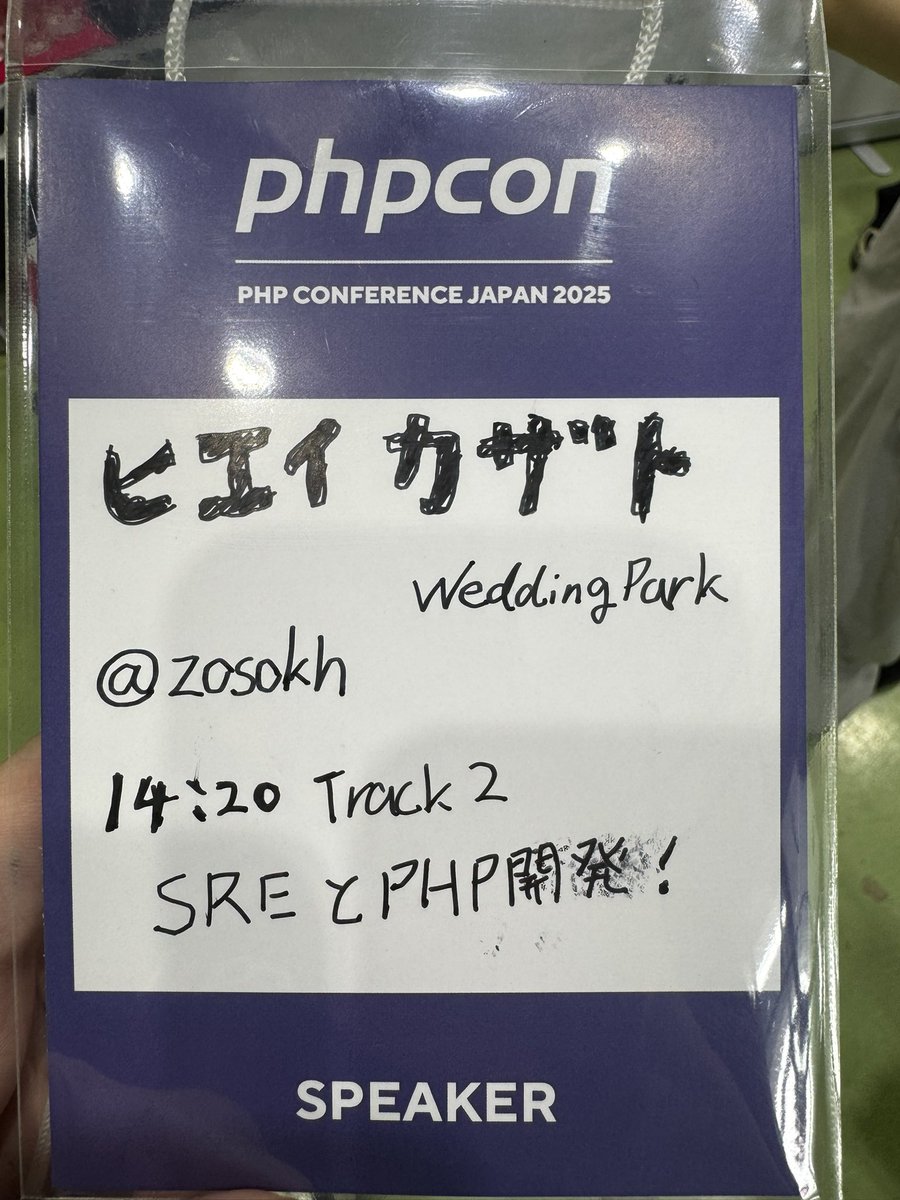 phpcon
PHP CONFERENCE JAPAN 2025
ヒエイ カザト
WeddingPark
@zosokh
14:20 Track 2
SREとPHP開発!
SPEAKER